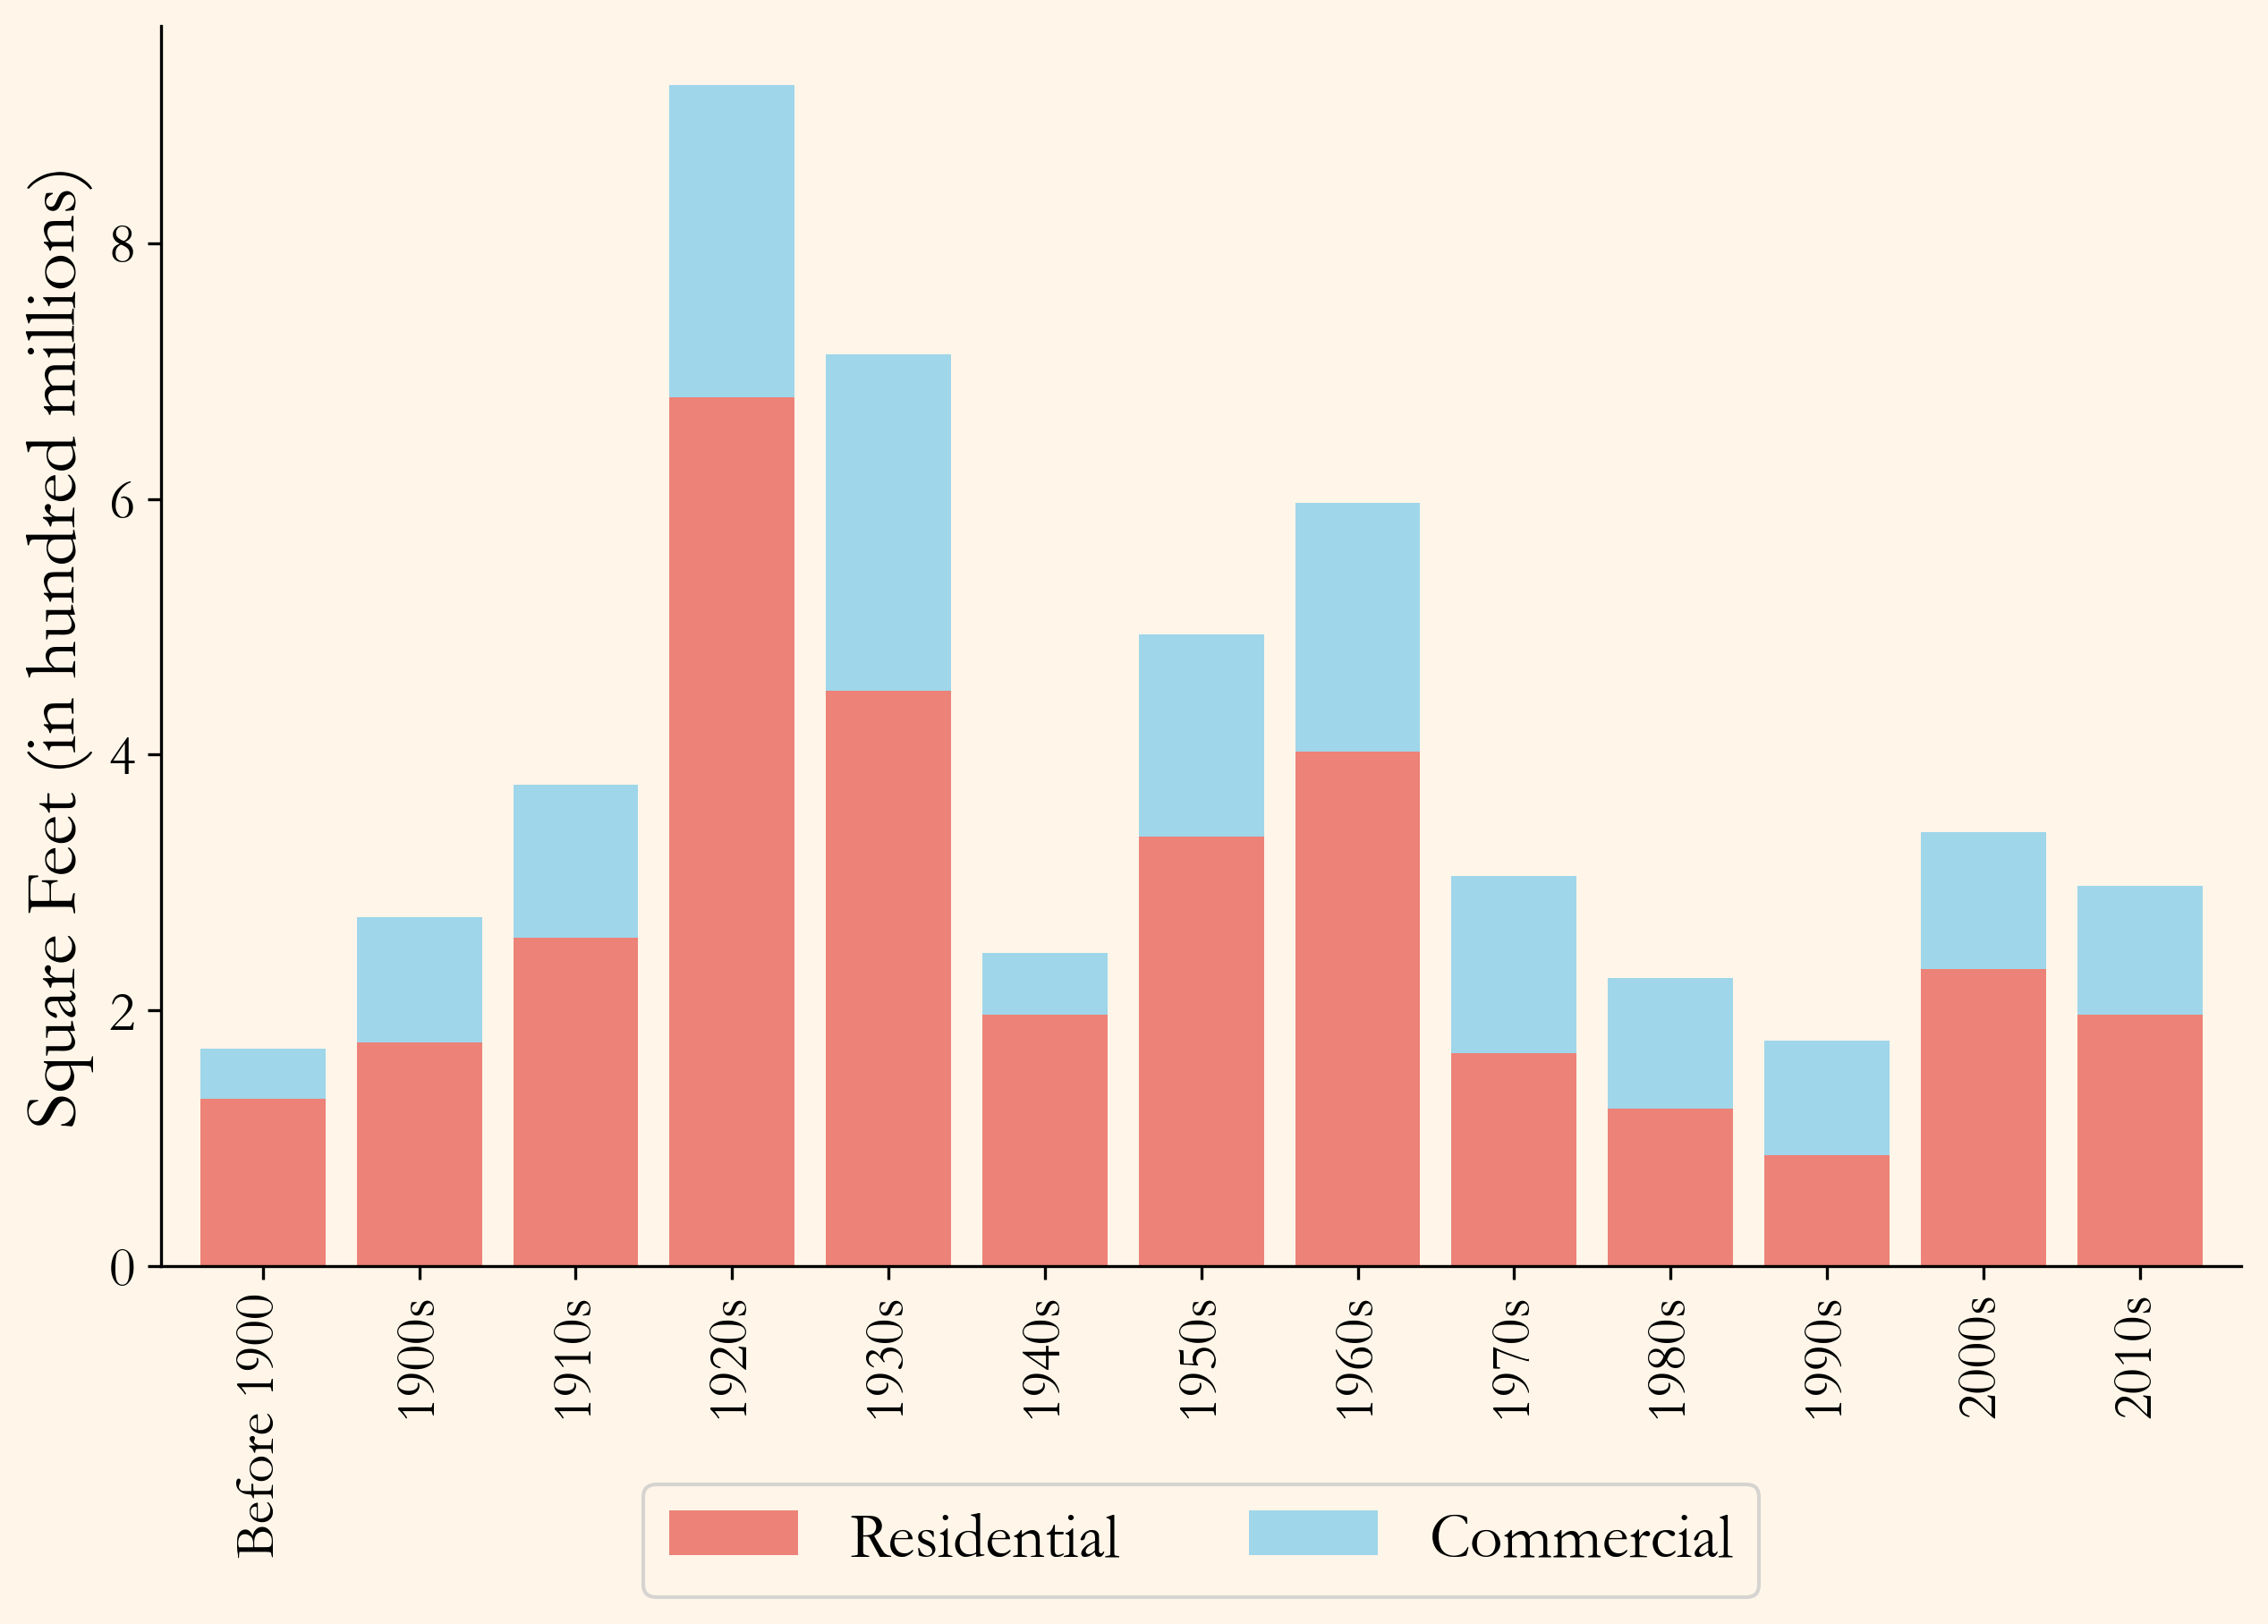 Square Feet (in hundred millions)
8
6
4
2
0
Before 1900
1900s
1910s
1920s
1930s
1940s
1950s
1960s
1970s
1980s
1990s
2000s
2010s
Residential
Commercial